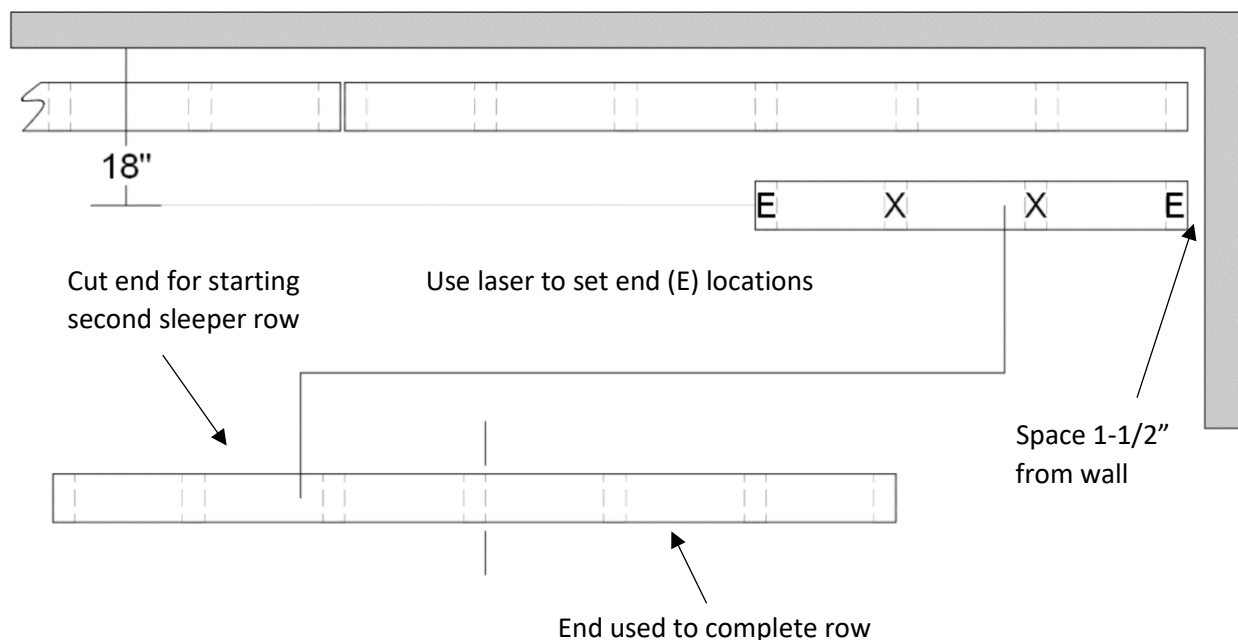 18"
E X X E
Cut end for starting
second sleeper row
Use laser to set end (E) locations
Space 1-1/2”
from wall
End used to complete row